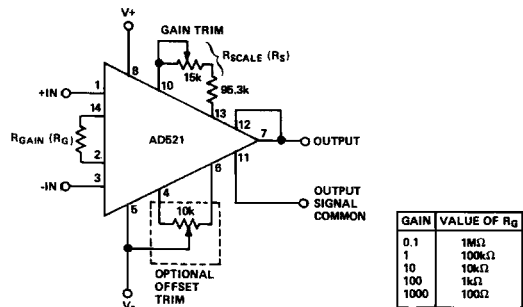 V+
GAIN TRIM
RSCALE (RS)
15k
95.3k
8
10
+IN
1
14
RGAIN (RG)
2
-IN
3
AD521
13
12
7
OUTPUT
11
6
4
5
10k
OUTPUT
SIGNAL
COMMON
OPTIONAL
OFFSET
TRIM
GAIN VALUE OF RG
0.1 1MΩ
1 100kΩ
10 10kΩ
100 1kΩ
1000 100Ω